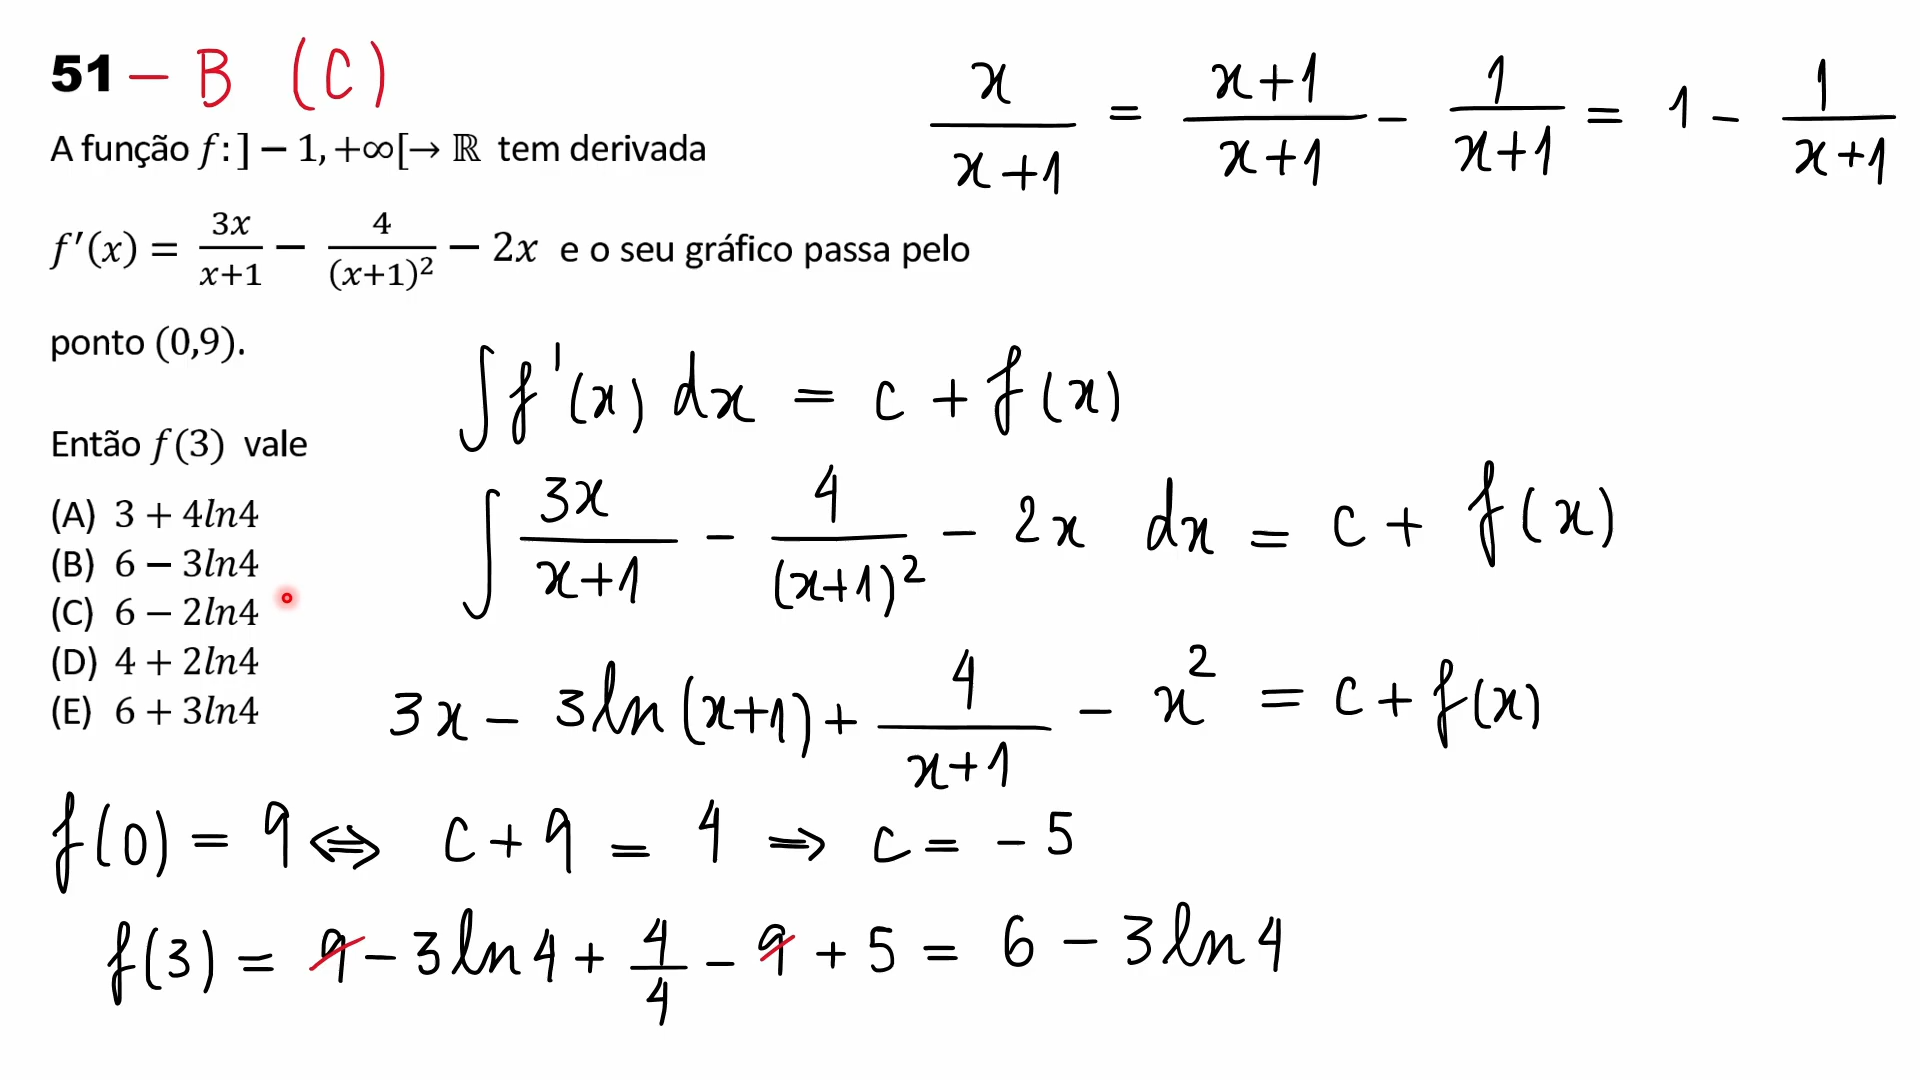 51 – B (C)
A função f: ] − 1, +∞[→ ℝ tem derivada
f′(x) = 3x/(x+1) − 4/(x+1)² − 2x e o seu gráfico passa pelo
ponto (0,9).
Então f(3) vale
(A) 3 + 4ln4
(B) 6 − 3ln4
(C) 6 − 2ln4
(D) 4 + 2ln4
(E) 6 + 3ln4
x/(x+1) = (x+1)/(x+1) − 1/(x+1) = 1 − 1/(x+1)
∫ f'(x) dx = c + f(x)
∫ 3x/(x+1) − 4/(x+1)² − 2x dx = c + f(x)
3x − 3ln(x+1) + 4/(x+1) − x² = c + f(x)
f(0) = 9 ⇔ c + 9 = 4 ⇒ c = −5
f(3) = 9 − 3ln4 + 4/4 − 9 + 5 = 6 − 3ln4